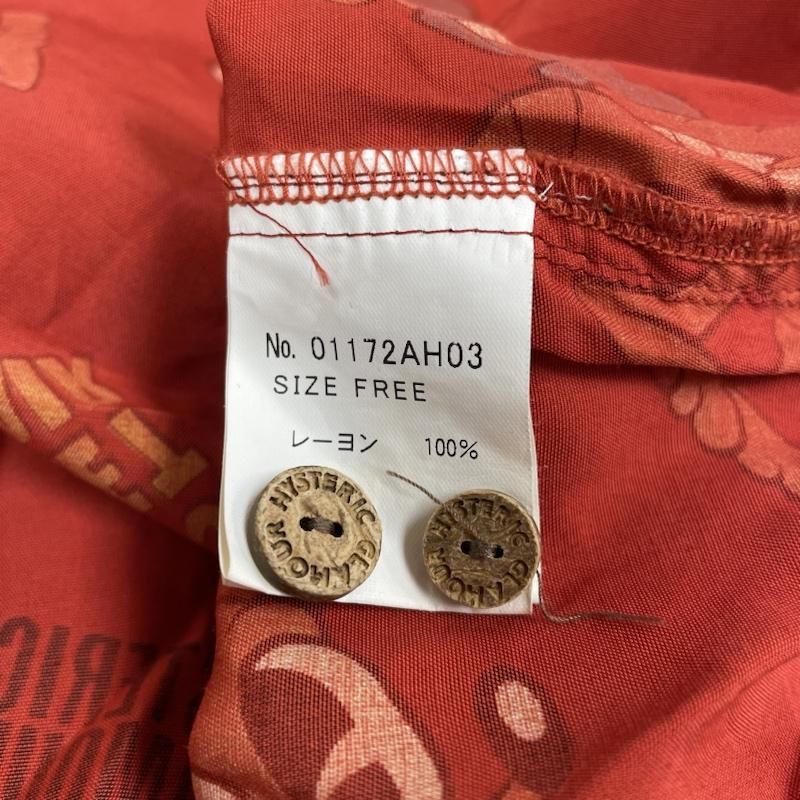 No. 01172AH03
SIZE FREE
レーヨン 100%
HYSTERIC GLAMOUR
HYSTERIC GLAMOUR